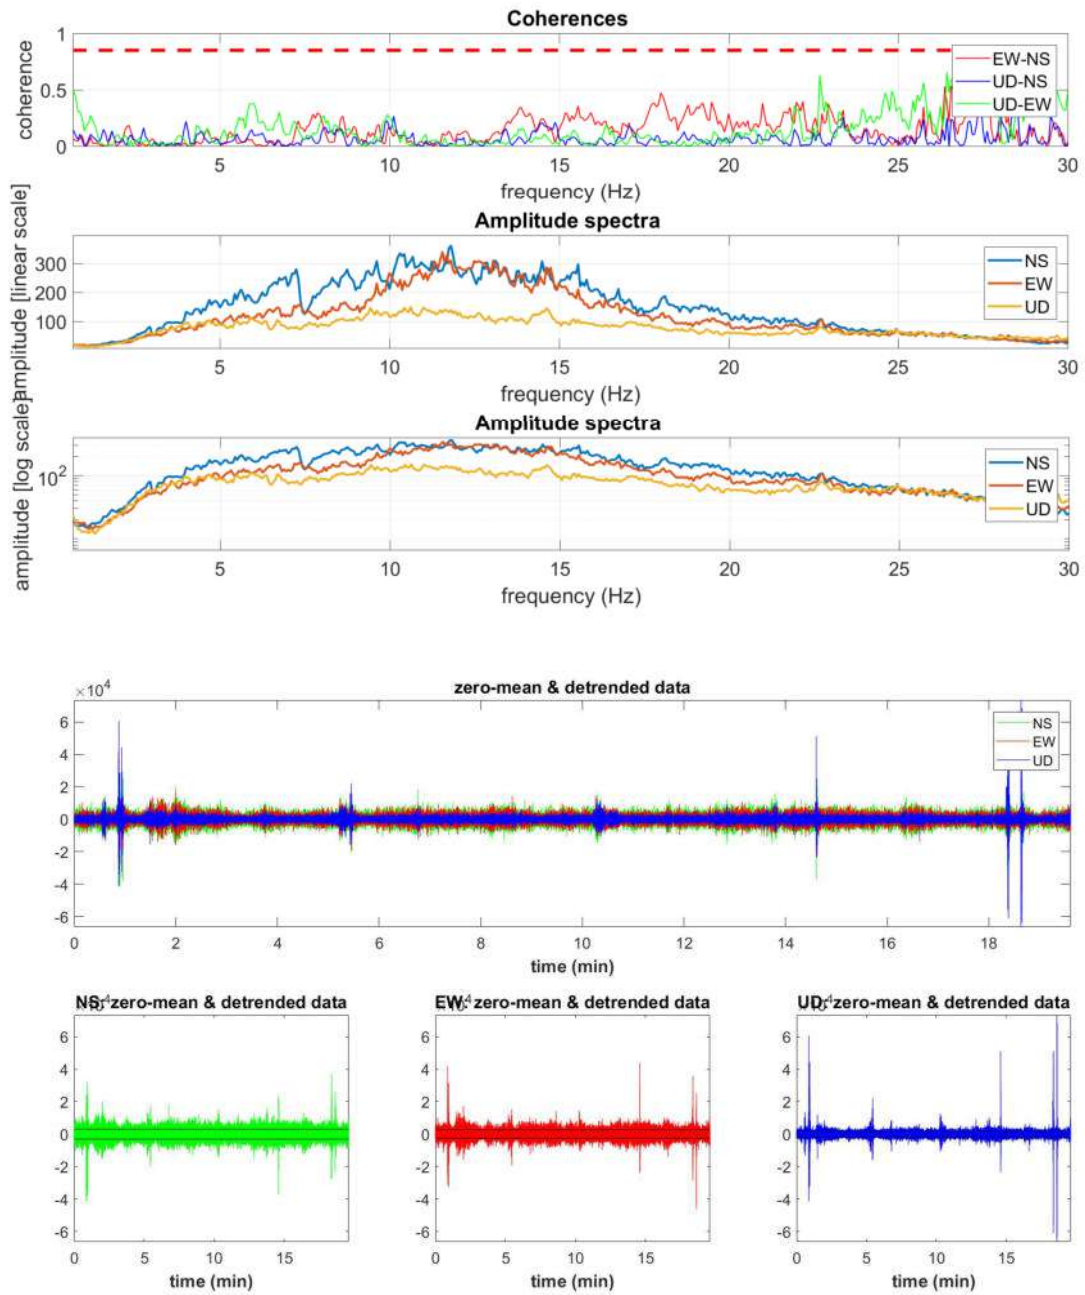 Coherences
coherence
1
0.5
0
EW-NS
UD-NS
UD-EW
5 10 15 20 25 30
frequency (Hz)
Amplitude spectra
amplitude [linear scale]
300
200
100
NS
EW
UD
5 10 15 20 25 30
frequency (Hz)
Amplitude spectra
amplitude [log scale]
10^2
NS
EW
UD
5 10 15 20 25 30
frequency (Hz)
×10^4
zero-mean & detrended data
6
4
2
0
-2
-4
-6
NS
EW
UD
0 2 4 6 8 10 12 14 16 18
time (min)
NS: zero-mean & detrended data
6
4
2
0
-2
-4
-6
0 5 10 15
time (min)
EW: zero-mean & detrended data
6
4
2
0
-2
-4
-6
0 5 10 15
time (min)
UD: zero-mean & detrended data
6
4
2
0
-2
-4
-6
0 5 10 15
time (min)